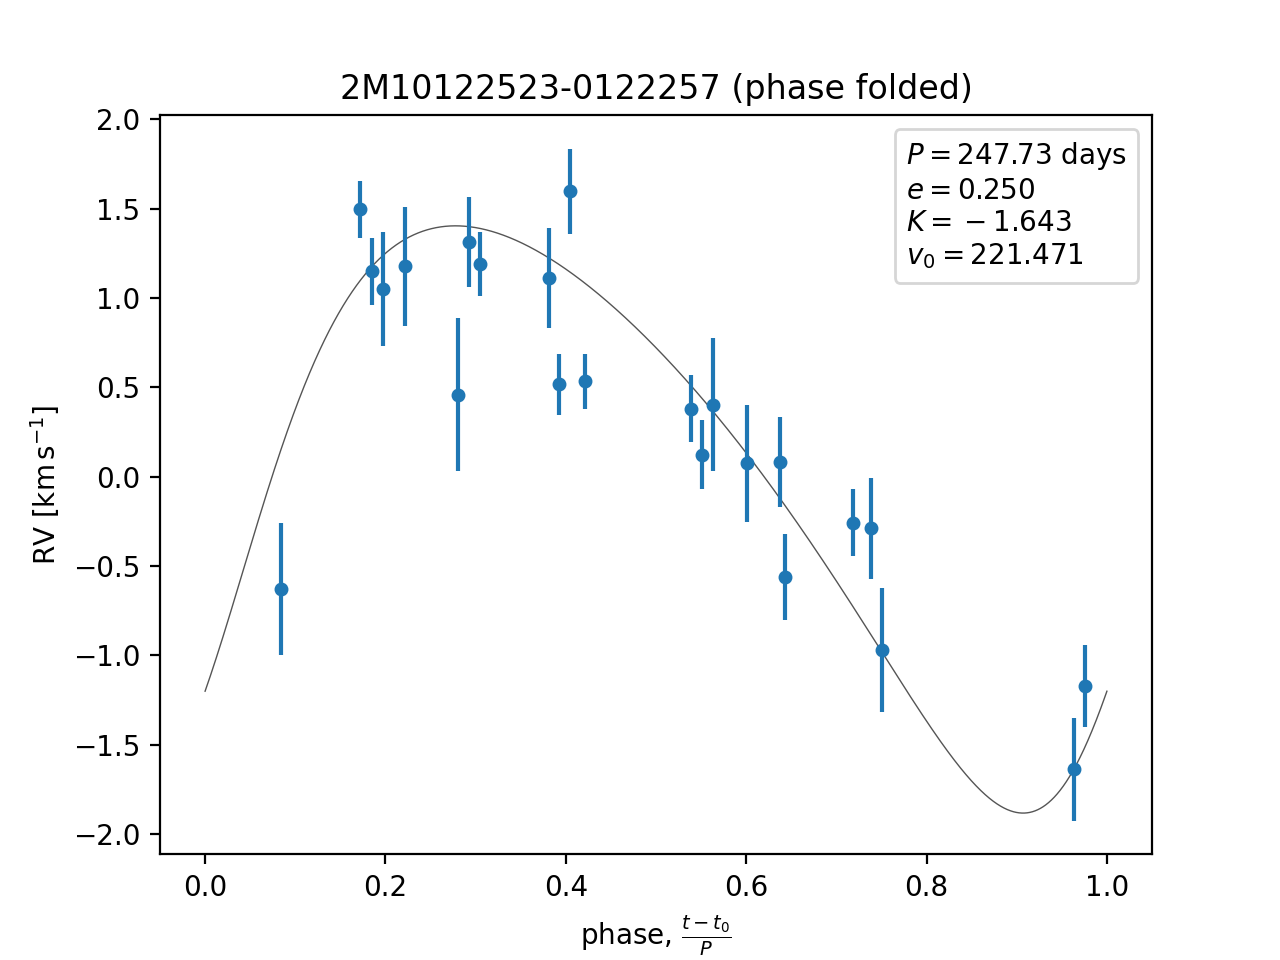 2M10122523-0122257 (phase folded)
P = 247.73 days
e = 0.250
K = −1.643
v₀ = 221.471
RV [km s⁻¹]
2.0
1.5
1.0
0.5
0.0
−0.5
−1.0
−1.5
−2.0
0.0 0.2 0.4 0.6 0.8 1.0
phase, (t − t₀)/P